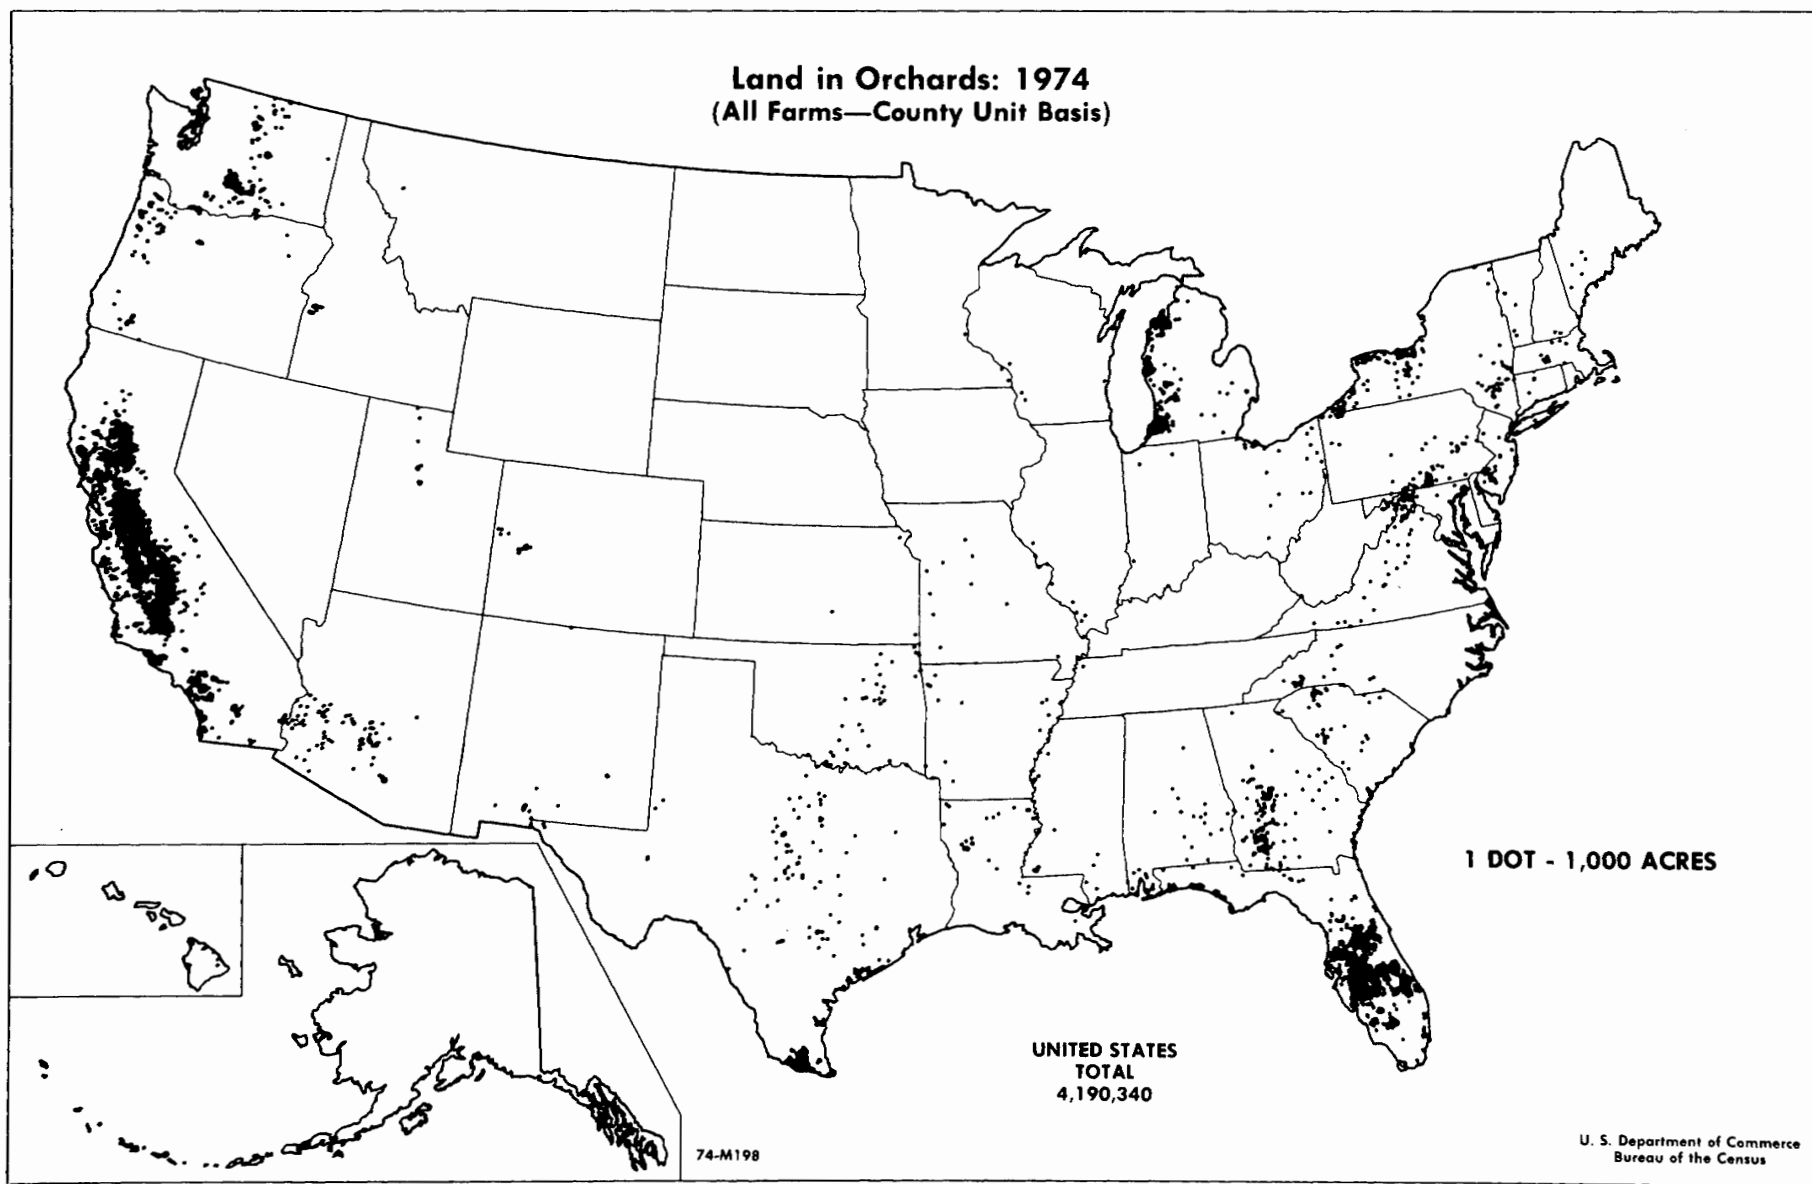 Land in Orchards: 1974
(All Farms—County Unit Basis)
1 DOT - 1,000 ACRES
UNITED STATES
TOTAL
4,190,340
74-M198
U. S. Department of Commerce
Bureau of the Census